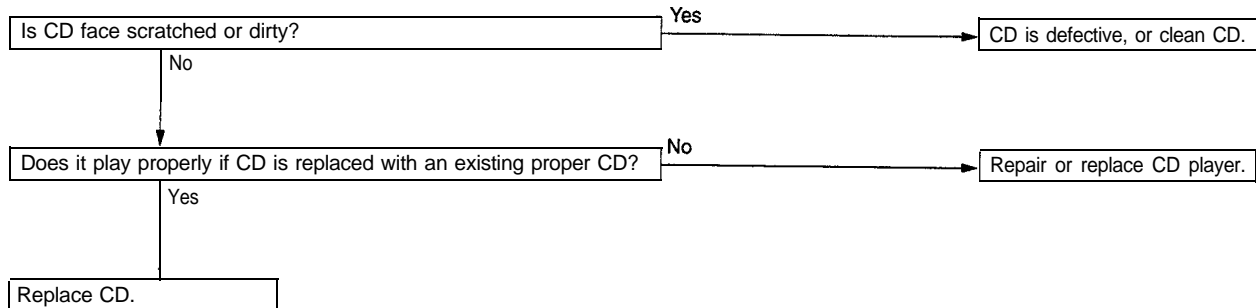 Is CD face scratched or dirty?
Yes
CD is defective, or clean CD.
No
Does it play properly if CD is replaced with an existing proper CD?
No
Repair or replace CD player.
Yes
Replace CD.